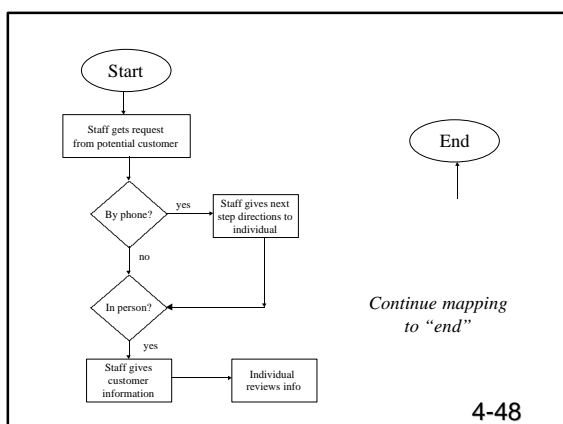 Start
Staff gets request
from potential customer
By phone?
yes
Staff gives next
step directions to
individual
no
In person?
yes
Staff gives
customer
information
Individual
reviews info
End
Continue mapping
to “end”
4-48